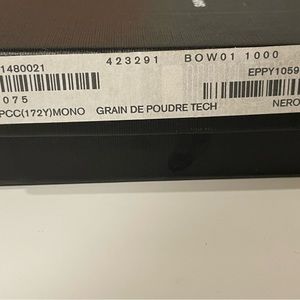 1480021 423291 BOW01 1000
EPPY1059
075
PCC(172Y)MONO GRAIN DE POUDRE TECH NERO